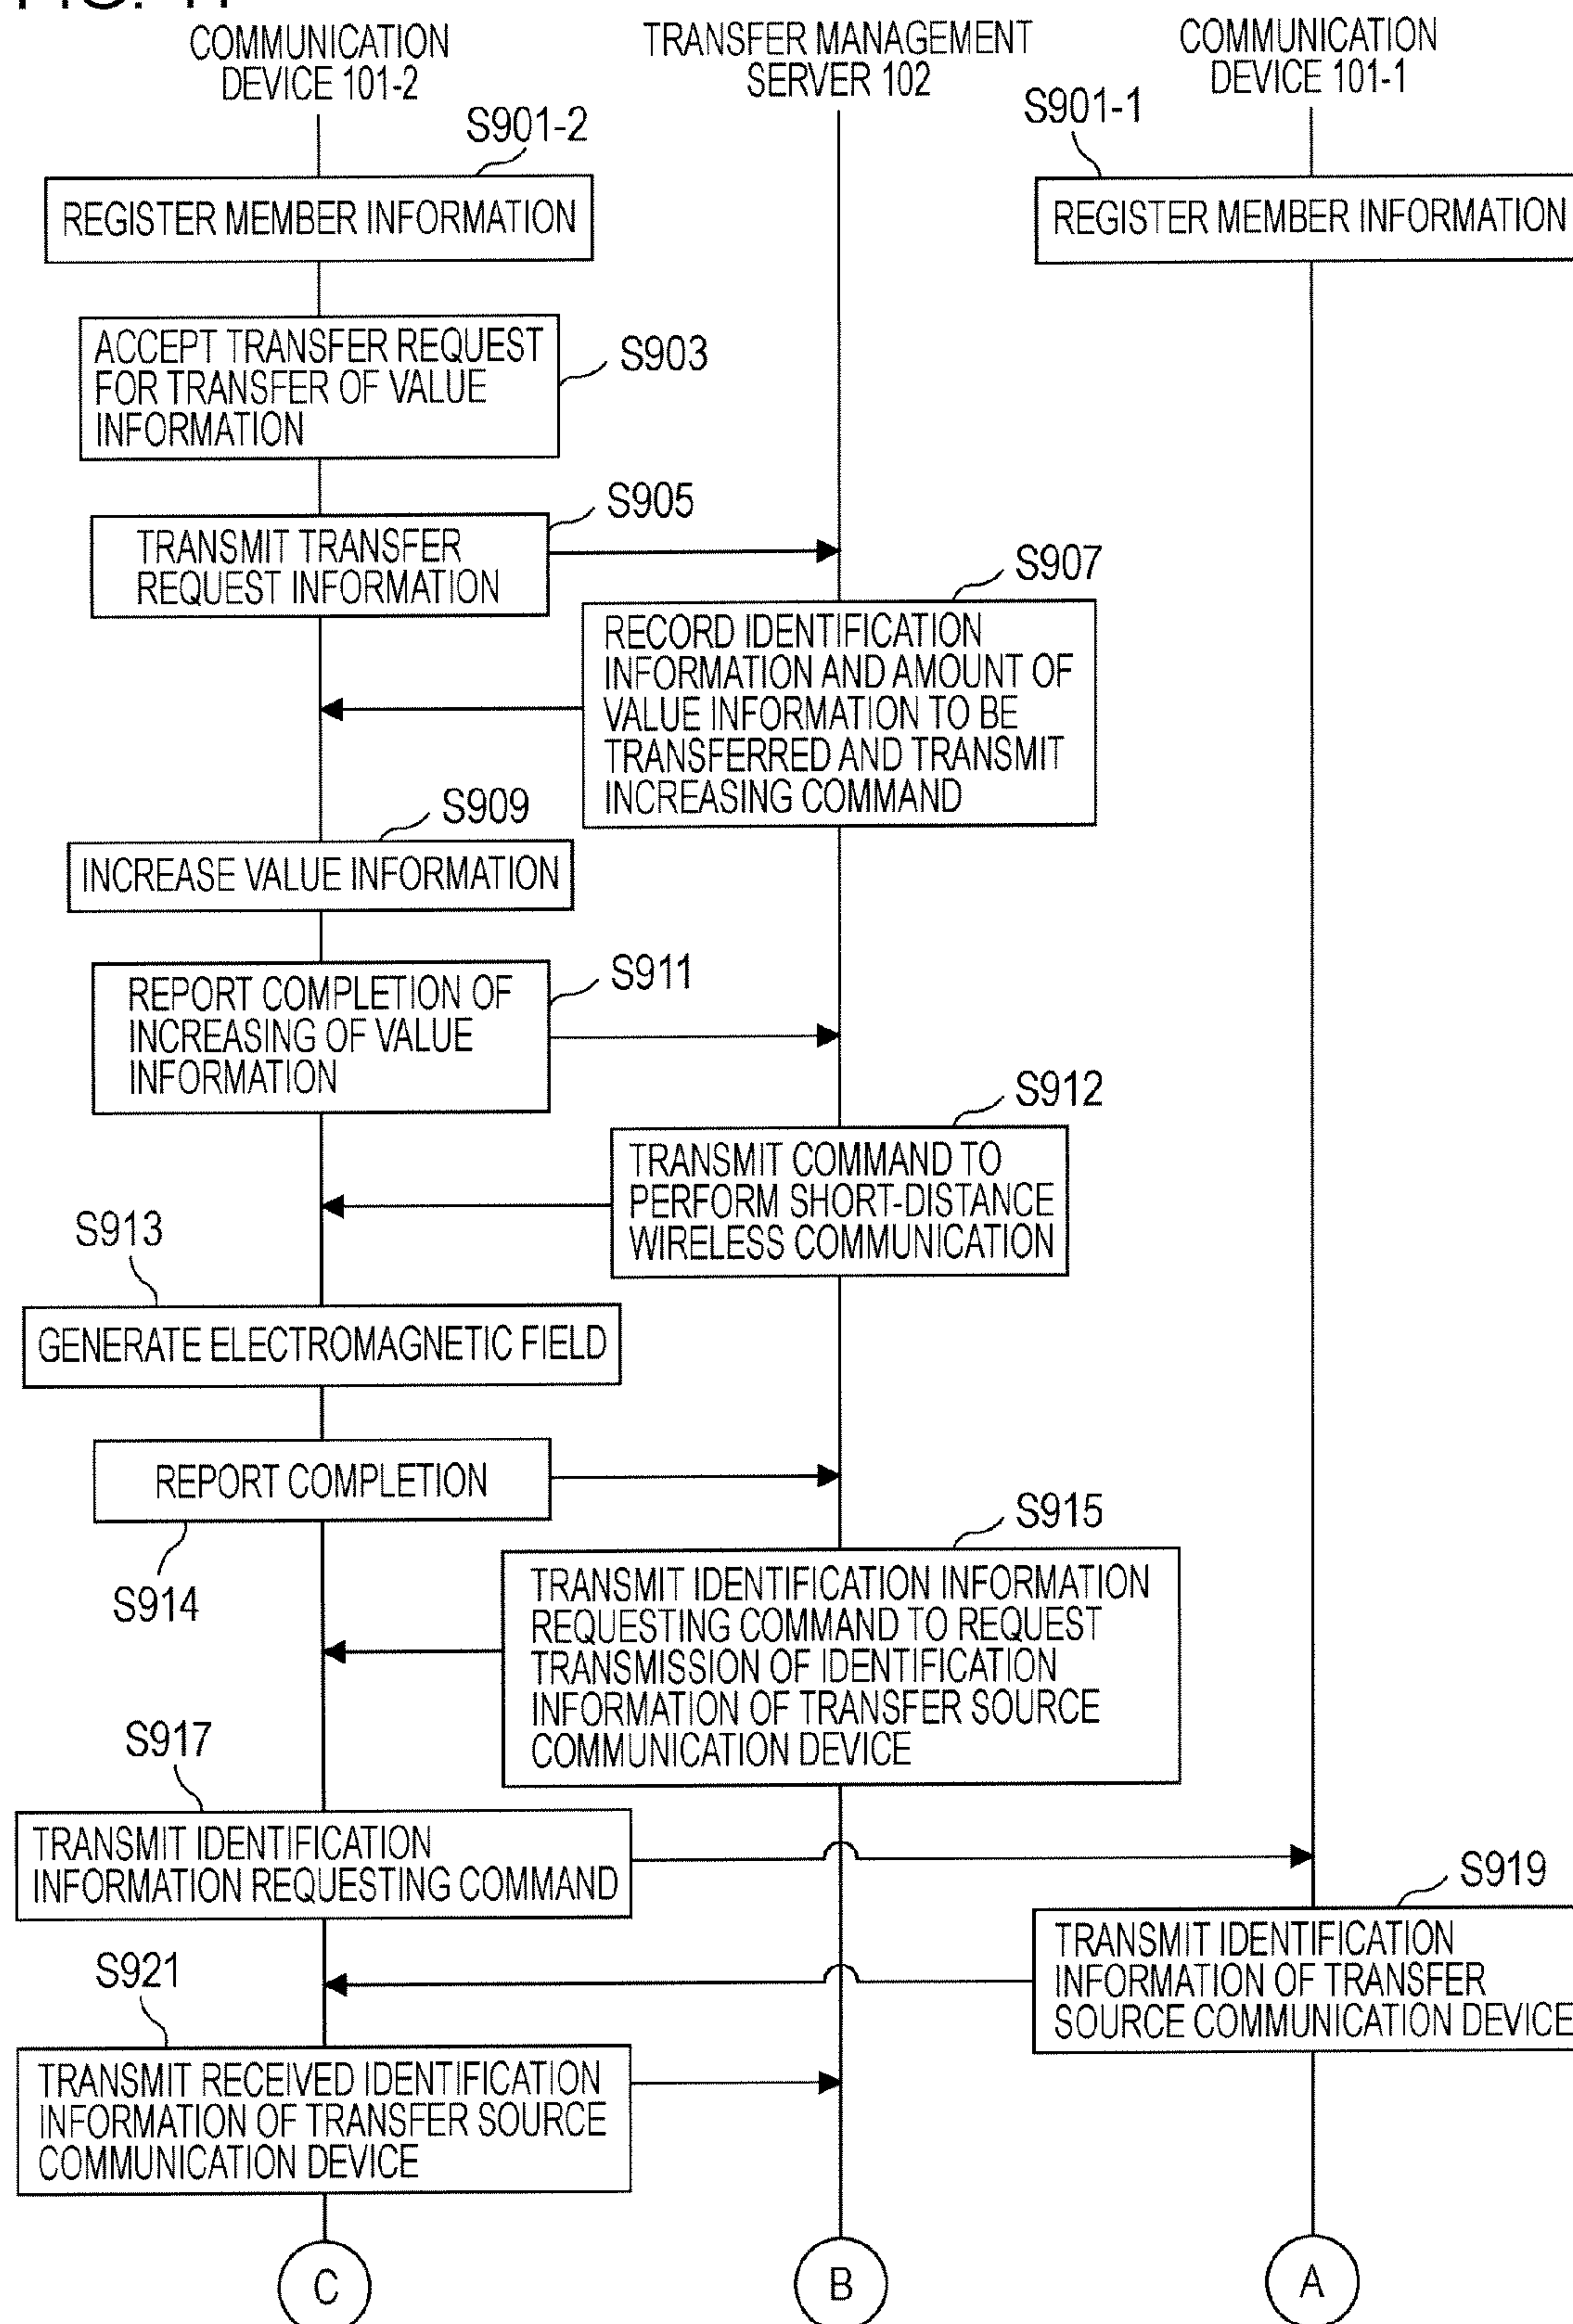 COMMUNICATION
DEVICE 101-2
TRANSFER MANAGEMENT
SERVER 102
COMMUNICATION
DEVICE 101-1
S901-2
S901-1
REGISTER MEMBER INFORMATION
REGISTER MEMBER INFORMATION
ACCEPT TRANSFER REQUEST
FOR TRANSFER OF VALUE
INFORMATION
S903
TRANSMIT TRANSFER
REQUEST INFORMATION
S905
S907
RECORD IDENTIFICATION
INFORMATION AND AMOUNT OF
VALUE INFORMATION TO BE
TRANSFERRED AND TRANSMIT
INCREASING COMMAND
S909
INCREASE VALUE INFORMATION
REPORT COMPLETION OF
INCREASING OF VALUE
INFORMATION
S911
S912
TRANSMIT COMMAND TO
PERFORM SHORT-DISTANCE
WIRELESS COMMUNICATION
S913
GENERATE ELECTROMAGNETIC FIELD
REPORT COMPLETION
S914
S915
TRANSMIT IDENTIFICATION INFORMATION
REQUESTING COMMAND TO REQUEST
TRANSMISSION OF IDENTIFICATION
INFORMATION OF TRANSFER SOURCE
COMMUNICATION DEVICE
S917
TRANSMIT IDENTIFICATION
INFORMATION REQUESTING COMMAND
S919
TRANSMIT IDENTIFICATION
INFORMATION OF TRANSFER
SOURCE COMMUNICATION DEVICE
S921
TRANSMIT RECEIVED IDENTIFICATION
INFORMATION OF TRANSFER SOURCE
COMMUNICATION DEVICE
C
B
A